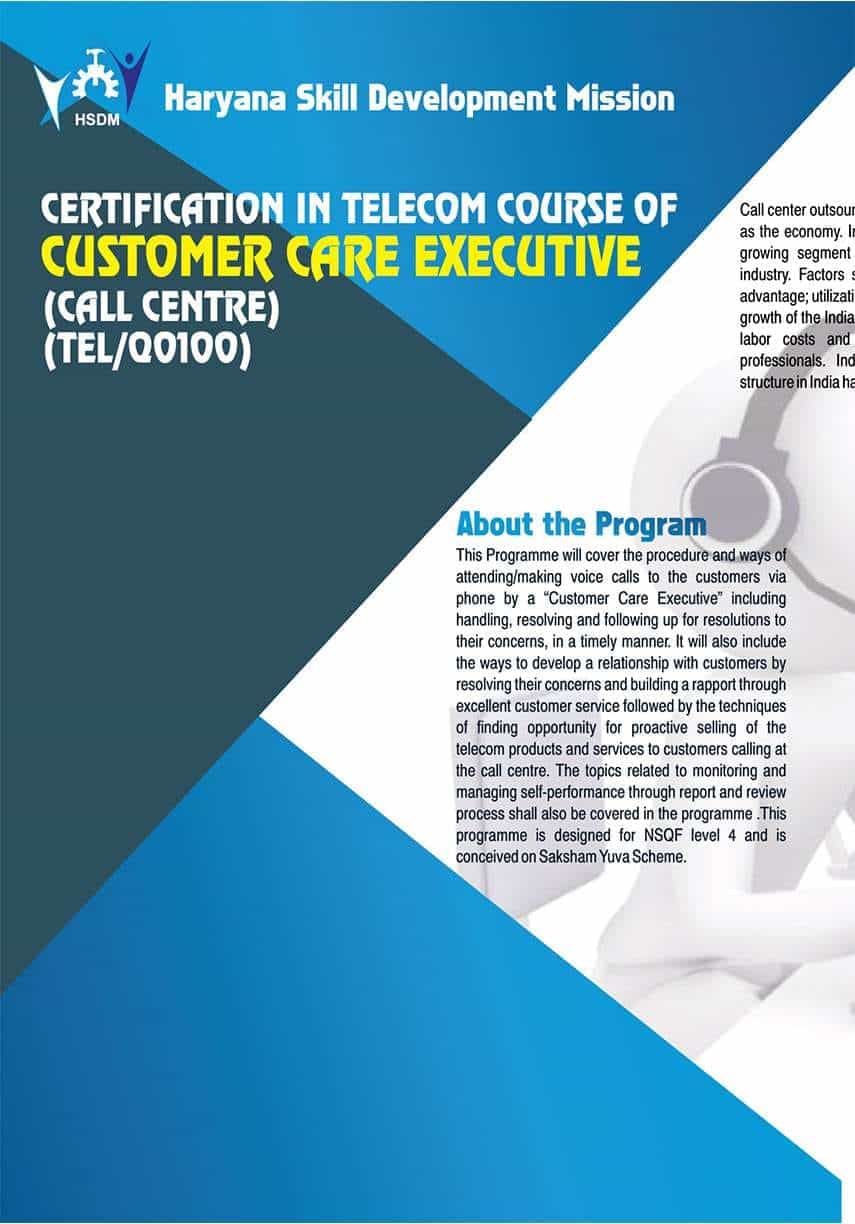 HSDM
Haryana Skill Development Mission
CERTIFICATION IN TELECOM COURSE OF
CUSTOMER CARE EXECUTIVE
(CALL CENTRE)
(TEL/Q0100)
Call center outsour
as the economy. I
growing segment
industry. Factors s
advantage; utilizati
growth of the India
labor costs and
professionals. Ind
structure in India ha
About the Program
This Programme will cover the procedure and ways of
attending/making voice calls to the customers via
phone by a “Customer Care Executive” including
handling, resolving and following up for resolutions to
their concerns, in a timely manner. It will also include
the ways to develop a relationship with customers by
resolving their concerns and building a rapport through
excellent customer service followed by the techniques
of finding opportunity for proactive selling of the
telecom products and services to customers calling at
the call centre. The topics related to monitoring and
managing self-performance through report and review
process shall also be covered in the programme .This
programme is designed for NSQF level 4 and is
conceived on Saksham Yuva Scheme.